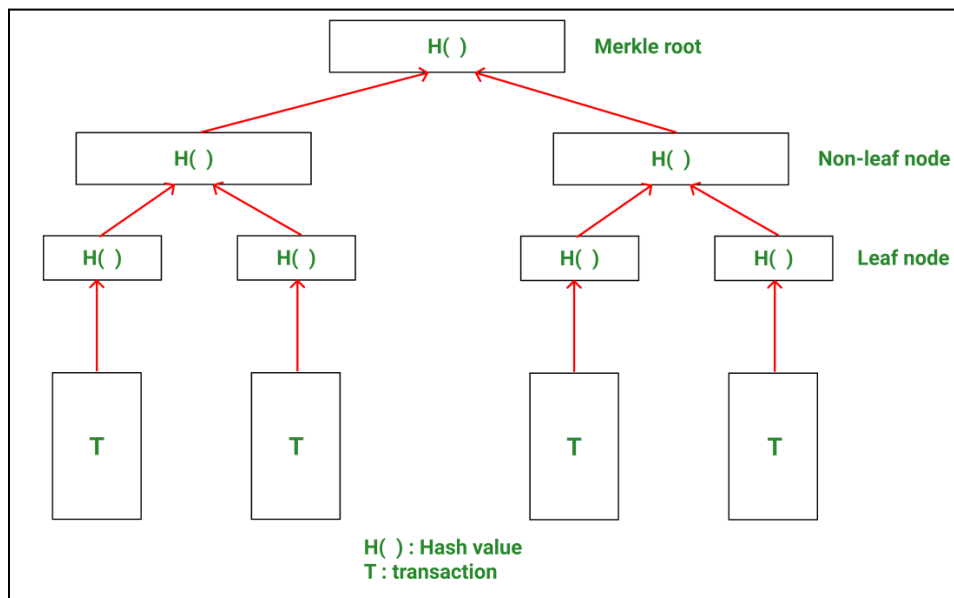 H( ) Merkle root
H( ) H( ) Non-leaf node
H( ) H( ) H( ) H( ) Leaf node
T T T T
H( ) : Hash value
T : transaction